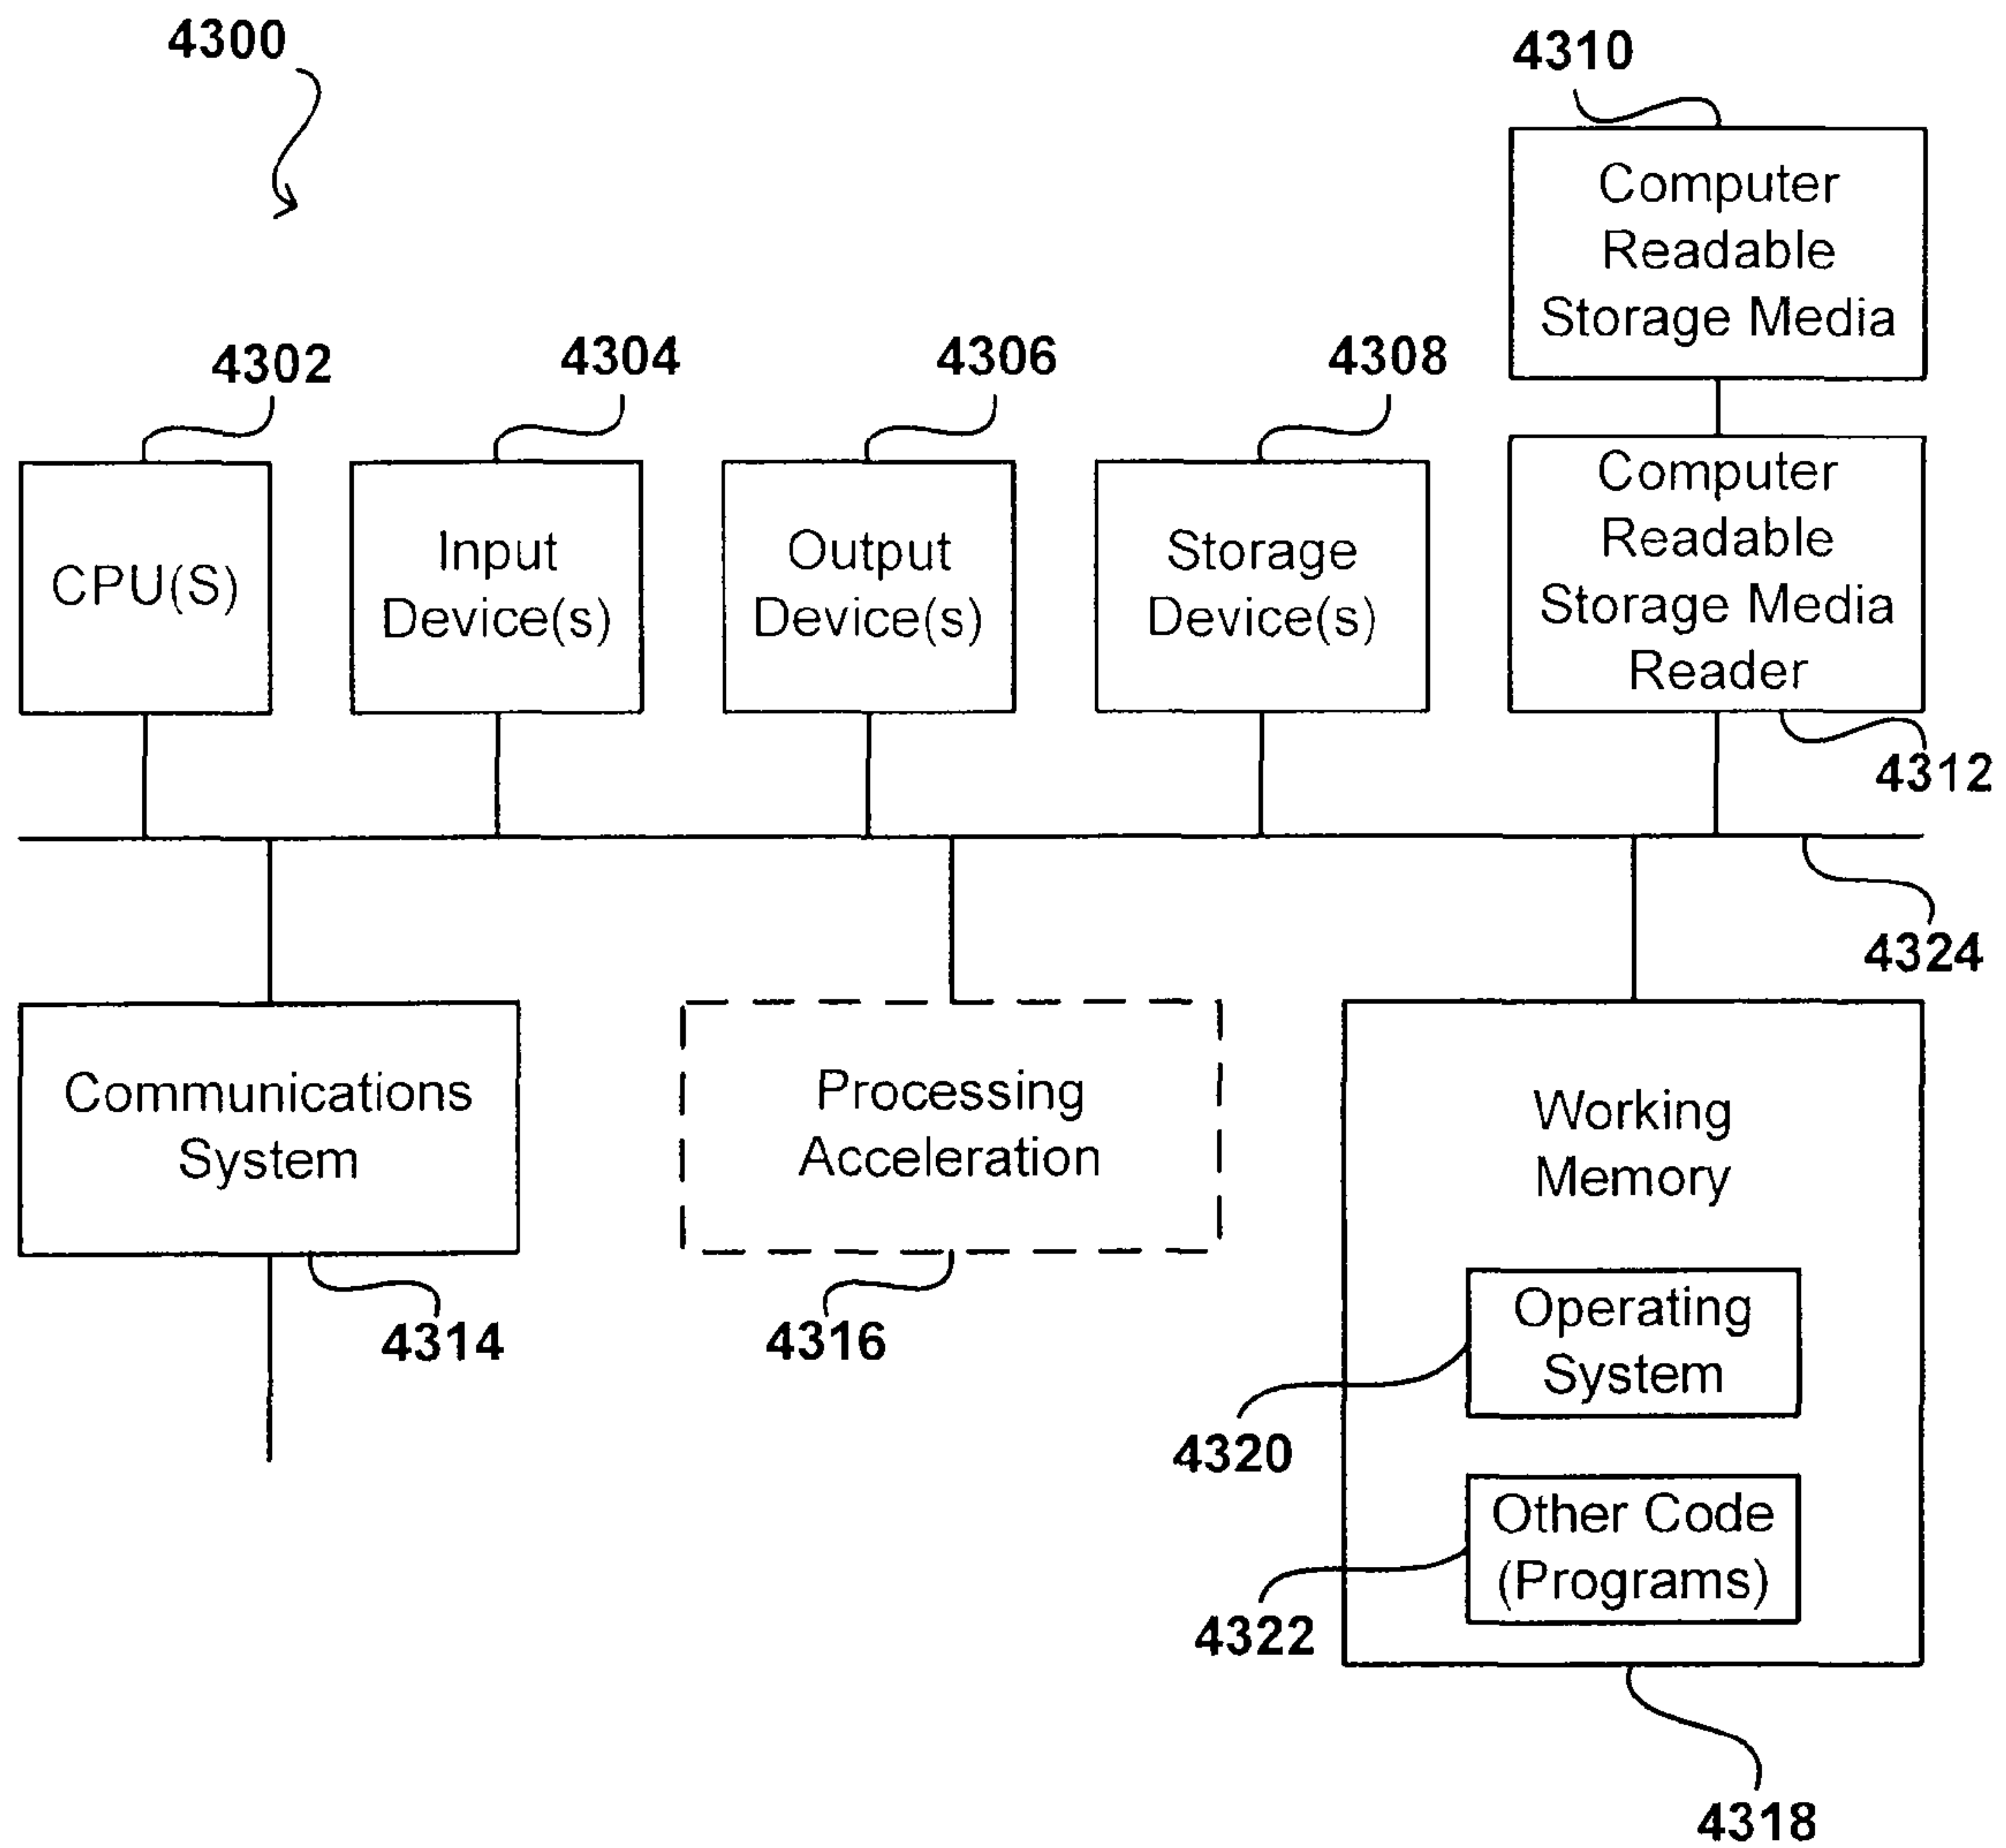 4300
4310
Computer
Readable
Storage Media
4302
4304
4306
4308
CPU(S)
Input
Device(s)
Output
Device(s)
Storage
Device(s)
Computer
Readable
Storage Media
Reader
4312
4324
Communications
System
4314
Processing
Acceleration
4316
Working
Memory
Operating
System
4320
Other Code
(Programs)
4322
4318